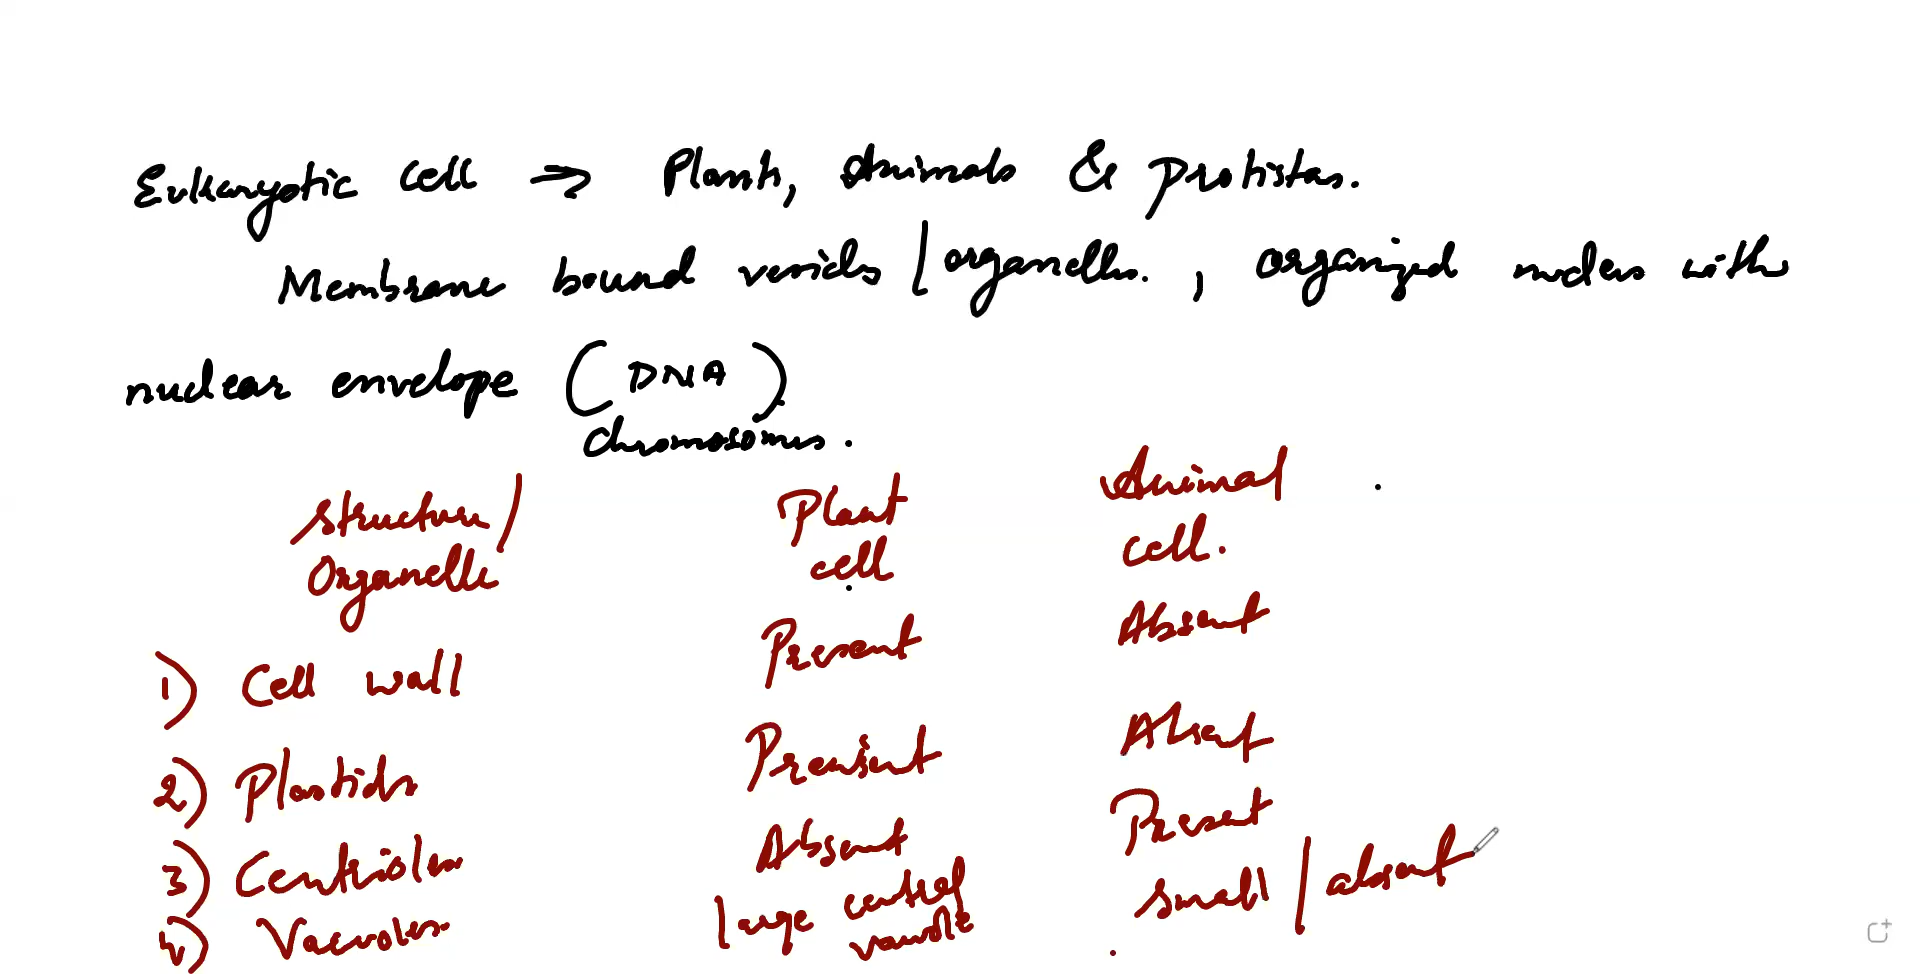 Eukaryotic cell → Plants, Animals & Protistas.
Membrane bound vesicles / organelles. , organized nucleus with
nuclear envelope (DNA)
chromosomes.
Structure / Plant Animal
Organelle cell cell.
1) Cell wall Present Absent
2) Plastids Present Absent
3) Centrioles Absent Present
4) Vacuoles large central small / absent
vacuole